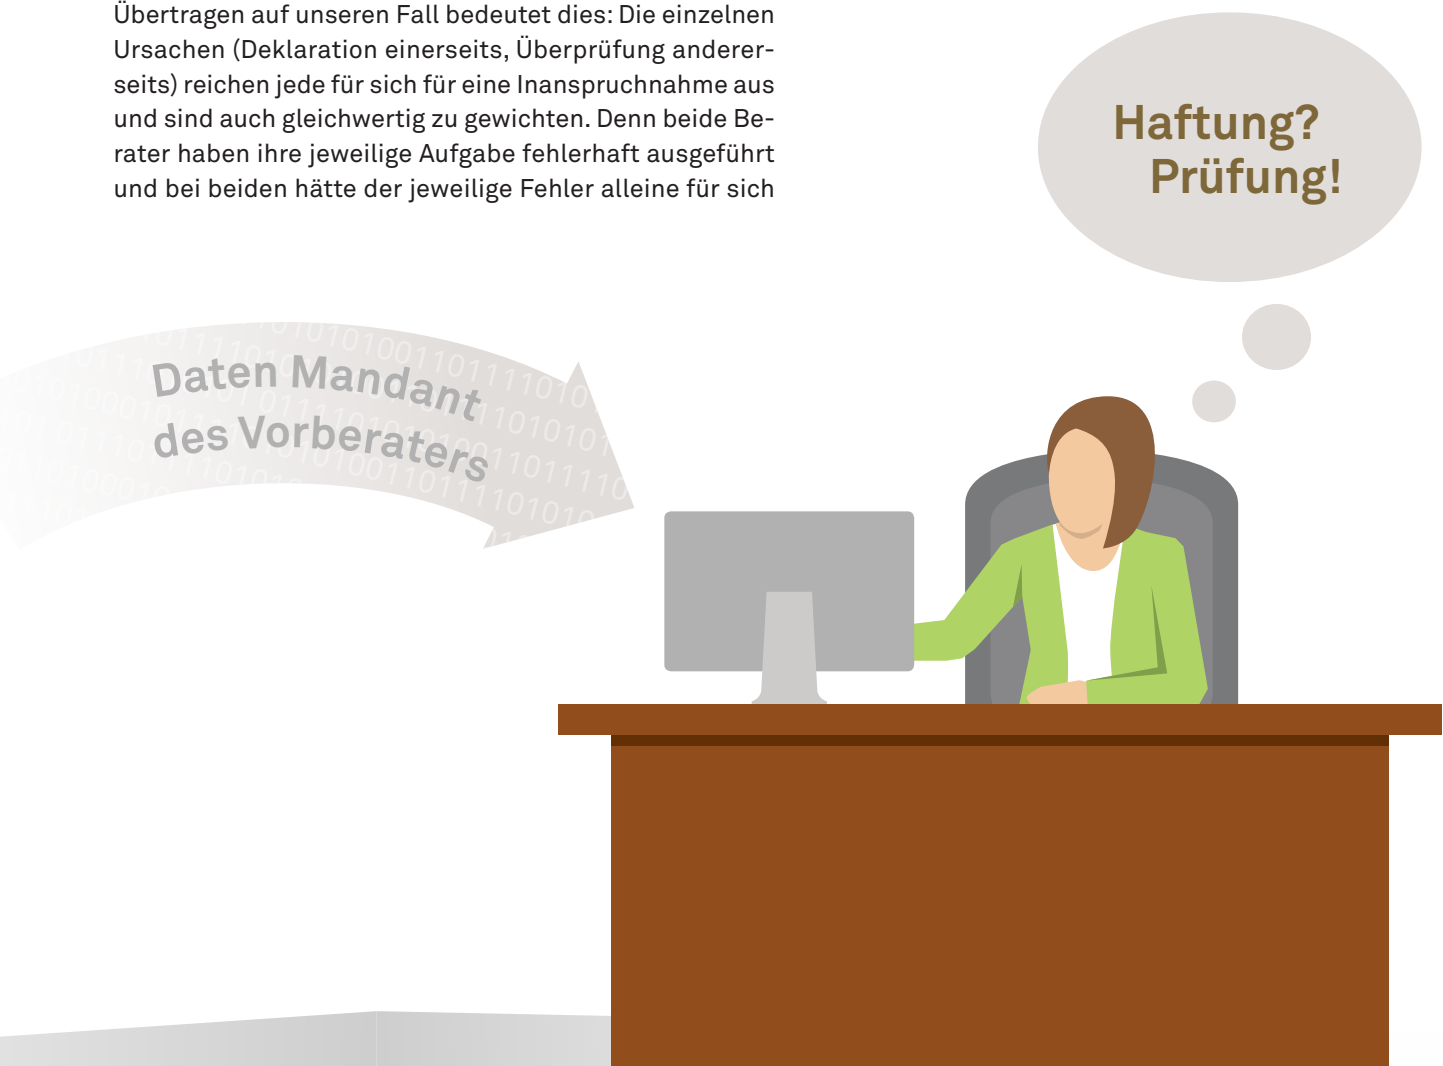 Übertragen auf unseren Fall bedeutet dies: Die einzelnen
Ursachen (Deklaration einerseits, Überprüfung anderer-
seits) reichen jede für sich für eine Inanspruchnahme aus
und sind auch gleichwertig zu gewichten. Denn beide Be-
rater haben ihre jeweilige Aufgabe fehlerhaft ausgeführt
und bei beiden hätte der jeweilige Fehler alleine für sich
Haftung?
Prüfung!
Daten Mandant
des Vorberaters